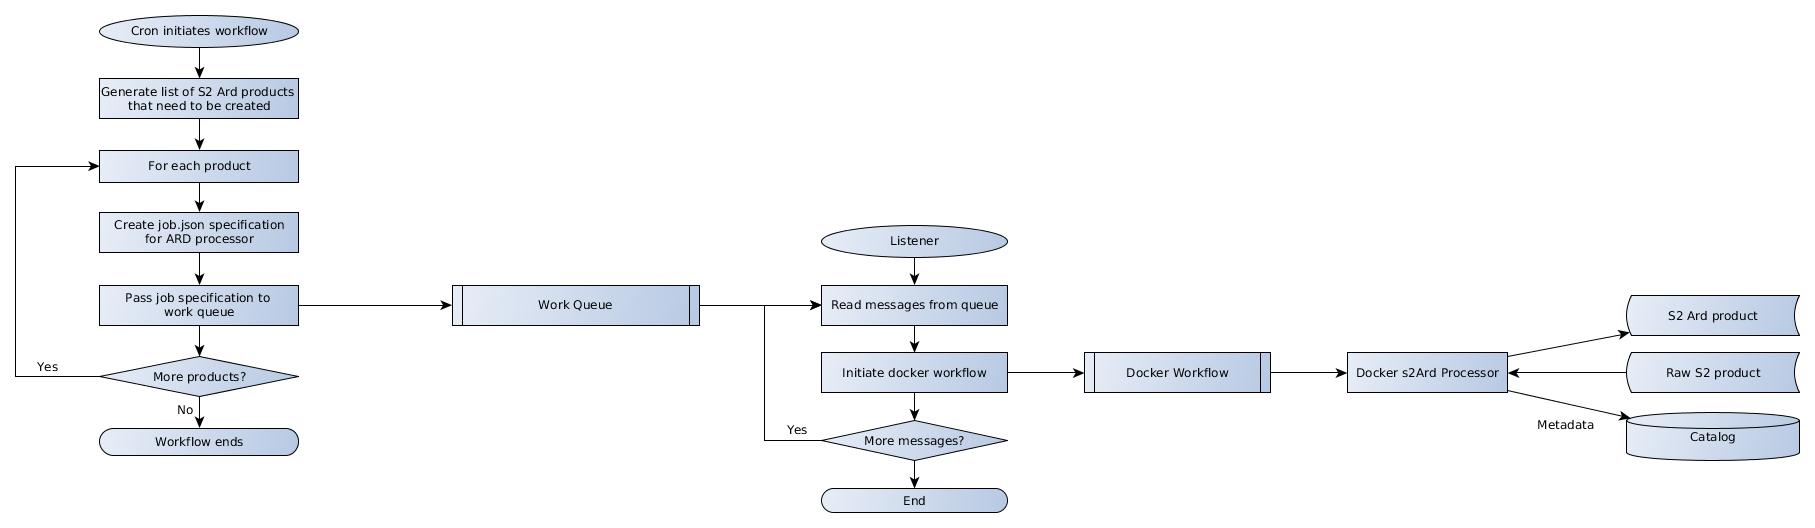 Cron initiates workflow
Generate list of S2 Ard products
that need to be created
For each product
Create job.json specification
for ARD processor
Pass job specification to
work queue
Yes
More products?
No
Workflow ends
Work Queue
Listener
Read messages from queue
Initiate docker workflow
Yes
More messages?
End
Docker Workflow
Docker s2Ard Processor
S2 Ard product
Raw S2 product
Metadata
Catalog